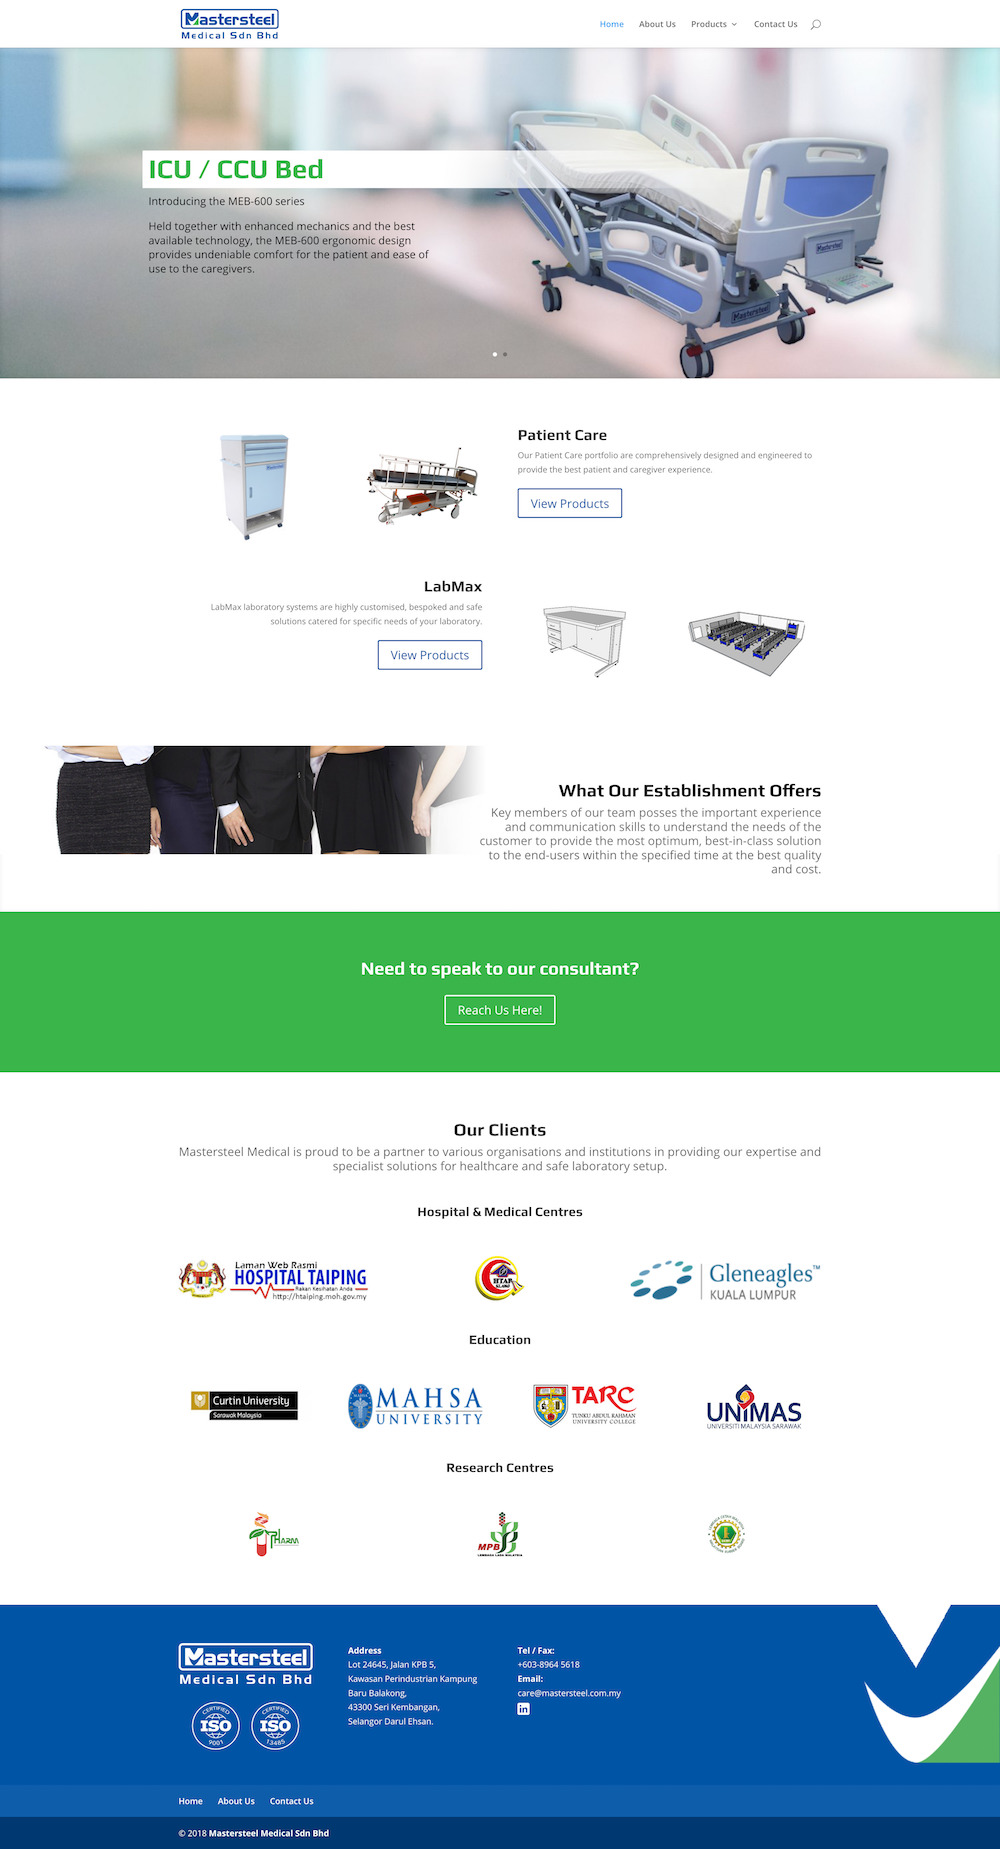 Mastersteel
Medical Sdn Bhd
Home About Us Products Contact Us
ICU / CCU Bed
Introducing the MEB-600 series
Held together with enhanced mechanics and the best
available technology, the MEB-600 ergonomic design
provides undeniable comfort for the patient and ease of
use to the caregivers.
Mastersteel
Mastersteel
Patient Care
Our Patient Care portfolio are comprehensively designed and engineered to
provide the best patient and caregiver experience.
View Products
LabMax
LabMax laboratory systems are highly customised, bespoked and safe
solutions catered for specific needs of your laboratory.
View Products
What Our Establishment Offers
Key members of our team posses the important experience
and communication skills to understand the needs of the
customer to provide the most optimum, best-in-class solution
to the end-users within the specified time at the best quality
and cost.
Need to speak to our consultant?
Reach Us Here!
Our Clients
Mastersteel Medical is proud to be a partner to various organisations and institutions in providing our expertise and
specialist solutions for healthcare and safe laboratory setup.
Hospital & Medical Centres
Laman Web Rasmi
HOSPITAL TAIPING
Rakan Kesihatan Anda
http://htaiping.moh.gov.my
HTAR
KLANG
Gleneagles™
KUALA LUMPUR
Education
Curtin University
Sarawak Malaysia
MAHSA
UNIVERSITY
TARC
TUNKU ABDUL RAHMAN
UNIVERSITY COLLEGE
UNIMAS
UNIVERSITI MALAYSIA SARAWAK
Research Centres
PHARM
MPB
LEMBAGA LADA MALAYSIA
Mastersteel
Medical Sdn Bhd
CERTIFIED
ISO
9001
CERTIFIED
ISO
13485
Address
Lot 24645, Jalan KPB 5,
Kawasan Perindustrian Kampung
Baru Balakong,
43300 Seri Kembangan,
Selangor Darul Ehsan.
Tel / Fax:
+603-8964 5618
Email:
care@mastersteel.com.my
in
Home About Us Contact Us
© 2018 Mastersteel Medical Sdn Bhd